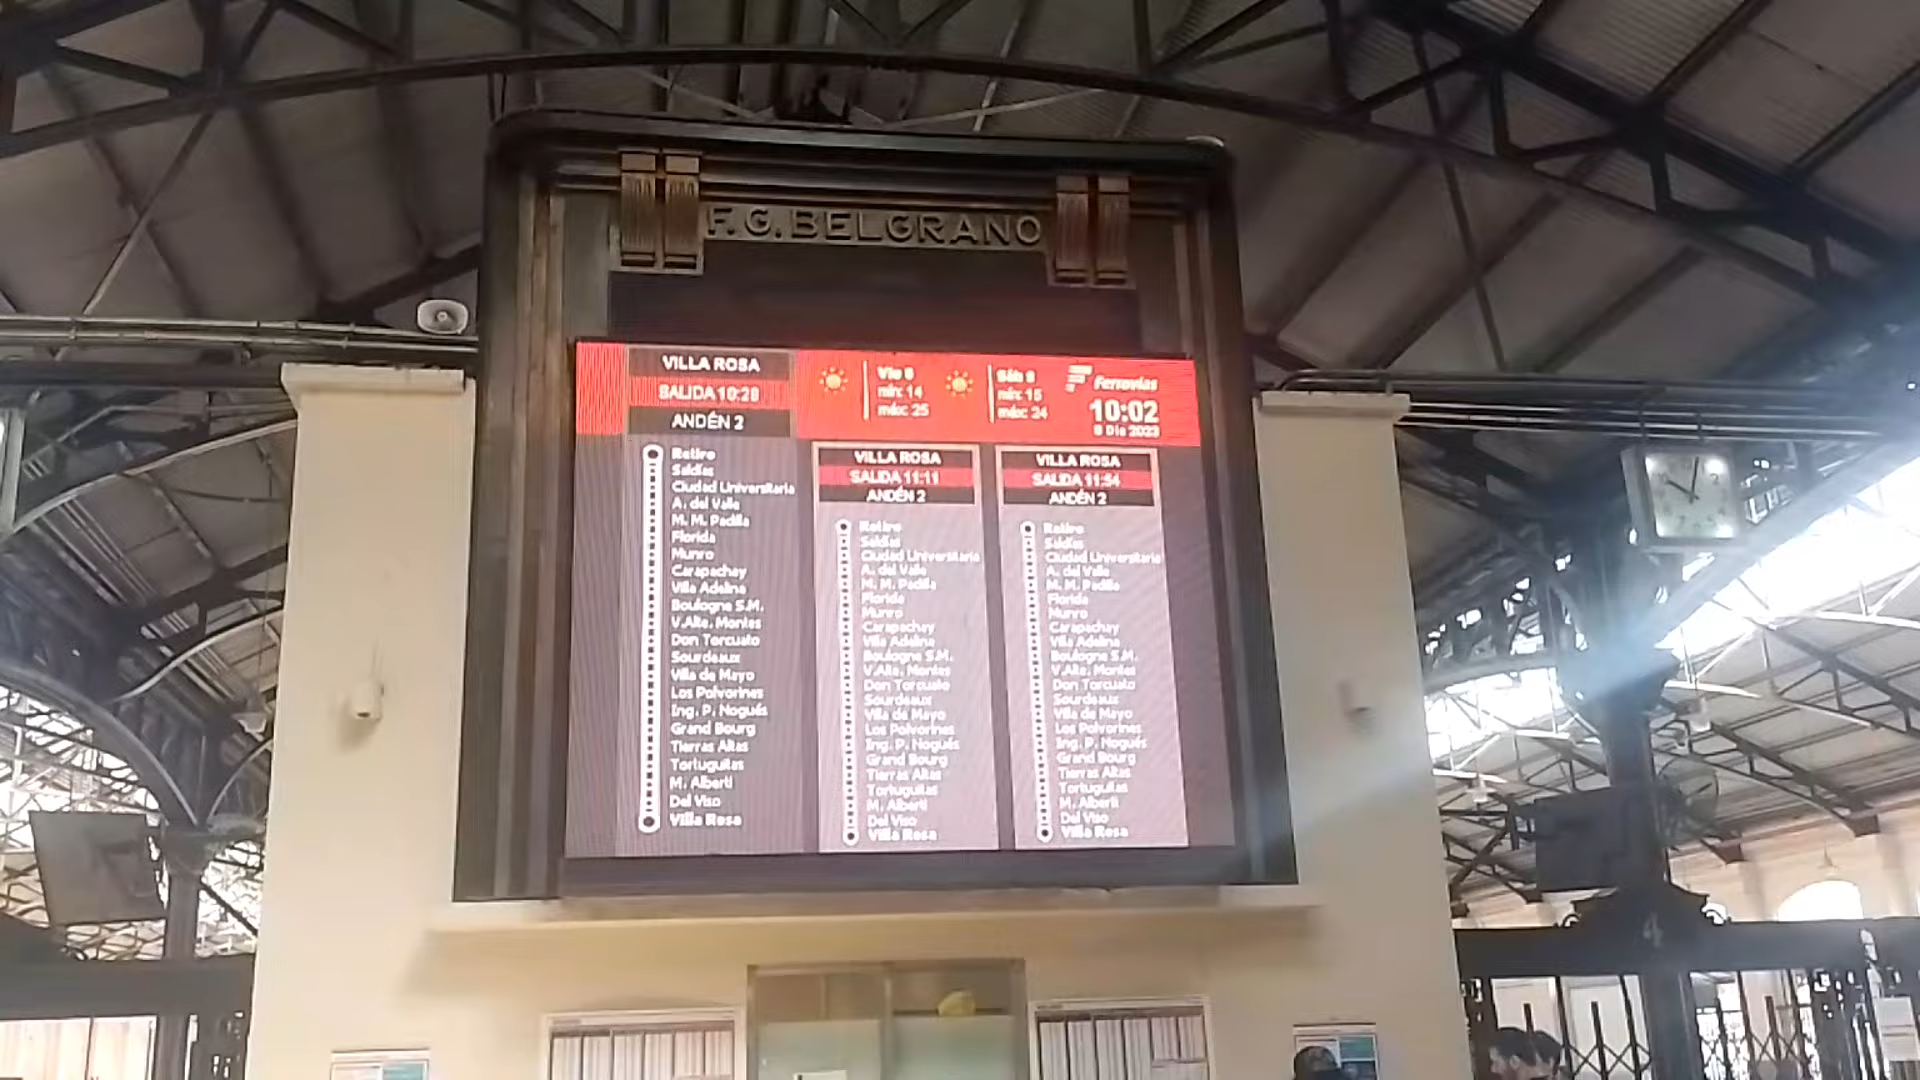 F.G. BELGRANO
VILLA ROSA
SALIDA 10:28
ANDÉN 2
Vie 8
mín: 14
máx: 25
Sáb 9
mín: 15
máx: 24
Ferrovías
10:02
8 Dic 2023
Retiro
Saldías
Ciudad Universitaria
A. del Valle
M. M. Padilla
Florida
Munro
Carapachay
Villa Adelina
Boulogne S.M.
V.Alte. Montes
Don Torcuato
Sourdeaux
Villa de Mayo
Los Polvorines
Ing. P. Nogués
Grand Bourg
Tierras Altas
Tortuguitas
M. Alberti
Del Viso
Villa Rosa
VILLA ROSA
SALIDA 11:11
ANDÉN 2
Retiro
Saldías
Ciudad Universitaria
A. del Valle
M. M. Padilla
Florida
Munro
Carapachay
Villa Adelina
Boulogne S.M.
V.Alte. Montes
Don Torcuato
Sourdeaux
Villa de Mayo
Los Polvorines
Ing. P. Nogués
Grand Bourg
Tierras Altas
Tortuguitas
M. Alberti
Del Viso
Villa Rosa
VILLA ROSA
SALIDA 11:54
ANDÉN 2
Retiro
Saldías
Ciudad Universitaria
A. del Valle
M. M. Padilla
Florida
Munro
Carapachay
Villa Adelina
Boulogne S.M.
V.Alte. Montes
Don Torcuato
Sourdeaux
Villa de Mayo
Los Polvorines
Ing. P. Nogués
Grand Bourg
Tierras Altas
Tortuguitas
M. Alberti
Del Viso
Villa Rosa
4